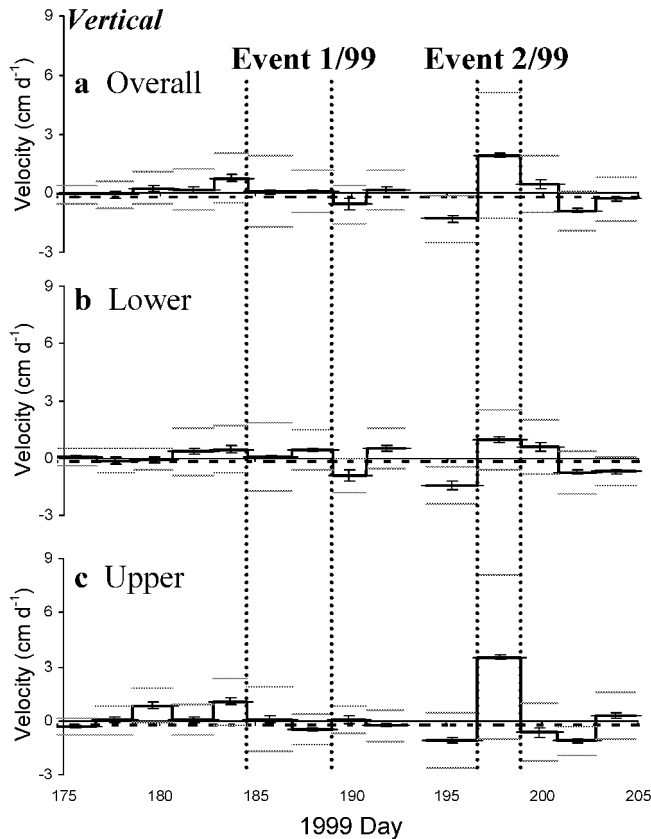 Vertical
Event 1/99 Event 2/99
a Overall
Velocity (cm d⁻¹)
9
6
3
0
-3
b Lower
Velocity (cm d⁻¹)
9
6
3
0
-3
c Upper
Velocity (cm d⁻¹)
9
6
3
0
-3
175 180 185 190 195 200 205
1999 Day